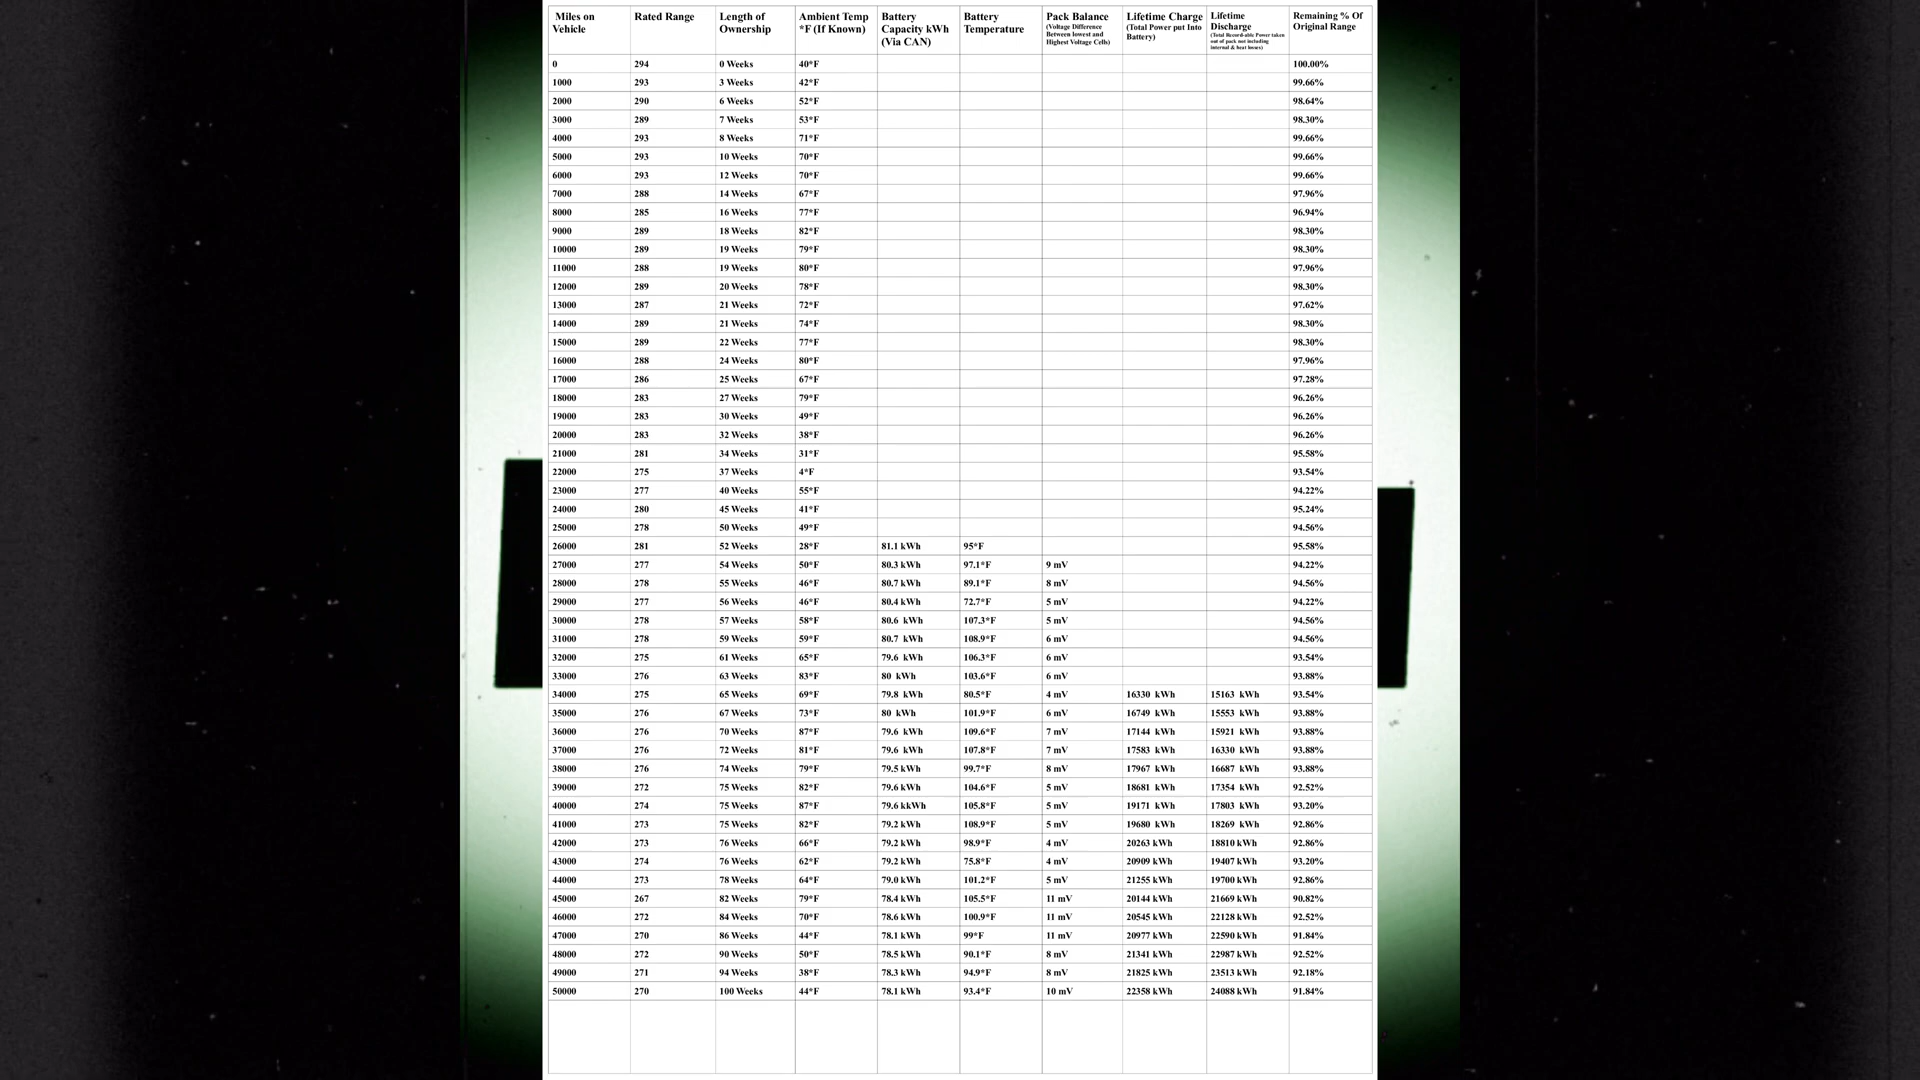 Miles on Vehicle Rated Range Length of Ownership Ambient Temp *F (If Known) Battery Capacity kWh (Via CAN) Battery Temperature Pack Balance (Voltage Difference Between lowest and Highest Voltage Cells) Lifetime Charge (Total Power put Into Battery) Lifetime Discharge (Total Record-able Power taken out of pack not including internal & heat losses) Remaining % Of Original Range
0 294 0 Weeks 40*F 100.00%
1000 293 3 Weeks 42*F 99.66%
2000 290 6 Weeks 52*F 98.64%
3000 289 7 Weeks 53*F 98.30%
4000 293 8 Weeks 71*F 99.66%
5000 293 10 Weeks 70*F 99.66%
6000 293 12 Weeks 70*F 99.66%
7000 288 14 Weeks 67*F 97.96%
8000 285 16 Weeks 77*F 96.94%
9000 289 18 Weeks 82*F 98.30%
10000 289 19 Weeks 79*F 98.30%
11000 288 19 Weeks 80*F 97.96%
12000 289 20 Weeks 78*F 98.30%
13000 287 21 Weeks 72*F 97.62%
14000 289 21 Weeks 74*F 98.30%
15000 289 22 Weeks 77*F 98.30%
16000 288 24 Weeks 80*F 97.96%
17000 286 25 Weeks 67*F 97.28%
18000 283 27 Weeks 79*F 96.26%
19000 283 30 Weeks 49*F 96.26%
20000 283 32 Weeks 38*F 96.26%
21000 281 34 Weeks 31*F 95.58%
22000 275 37 Weeks 4*F 93.54%
23000 277 40 Weeks 55*F 94.22%
24000 280 45 Weeks 41*F 95.24%
25000 278 50 Weeks 49*F 94.56%
26000 281 52 Weeks 28*F 81.1 kWh 95*F 95.58%
27000 277 54 Weeks 50*F 80.3 kWh 97.1*F 9 mV 94.22%
28000 278 55 Weeks 46*F 80.7 kWh 89.1*F 8 mV 94.56%
29000 277 56 Weeks 46*F 80.4 kWh 72.7*F 5 mV 94.22%
30000 278 57 Weeks 58*F 80.6 kWh 107.3*F 5 mV 94.56%
31000 278 59 Weeks 59*F 80.7 kWh 108.9*F 6 mV 94.56%
32000 275 61 Weeks 65*F 79.6 kWh 106.3*F 6 mV 93.54%
33000 276 63 Weeks 83*F 80 kWh 103.6*F 6 mV 93.88%
34000 275 65 Weeks 69*F 79.8 kWh 80.5*F 4 mV 16330 kWh 15163 kWh 93.54%
35000 276 67 Weeks 73*F 80 kWh 101.9*F 6 mV 16749 kWh 15553 kWh 93.88%
36000 276 70 Weeks 87*F 79.6 kWh 109.6*F 7 mV 17144 kWh 15921 kWh 93.88%
37000 276 72 Weeks 81*F 79.6 kWh 107.8*F 7 mV 17583 kWh 16330 kWh 93.88%
38000 276 74 Weeks 79*F 79.5 kWh 99.7*F 8 mV 17967 kWh 16687 kWh 93.88%
39000 272 75 Weeks 82*F 79.6 kWh 104.6*F 5 mV 18681 kWh 17354 kWh 92.52%
40000 274 75 Weeks 87*F 79.6 kkWh 105.8*F 5 mV 19171 kWh 17803 kWh 93.20%
41000 273 75 Weeks 82*F 79.2 kWh 108.9*F 5 mV 19680 kWh 18269 kWh 92.86%
42000 273 76 Weeks 66*F 79.2 kWh 98.9*F 4 mV 20263 kWh 18810 kWh 92.86%
43000 274 76 Weeks 62*F 79.2 kWh 75.8*F 4 mV 20909 kWh 19407 kWh 93.20%
44000 273 78 Weeks 64*F 79.0 kWh 101.2*F 5 mV 21255 kWh 19700 kWh 92.86%
45000 267 82 Weeks 79*F 78.4 kWh 105.5*F 11 mV 20144 kWh 21669 kWh 90.82%
46000 272 84 Weeks 70*F 78.6 kWh 100.9*F 11 mV 20545 kWh 22128 kWh 92.52%
47000 270 86 Weeks 44*F 78.1 kWh 99*F 11 mV 20977 kWh 22590 kWh 91.84%
48000 272 90 Weeks 50*F 78.5 kWh 90.1*F 8 mV 21341 kWh 22987 kWh 92.52%
49000 271 94 Weeks 38*F 78.3 kWh 94.9*F 8 mV 21825 kWh 23513 kWh 92.18%
50000 270 100 Weeks 44*F 78.1 kWh 93.4*F 10 mV 22358 kWh 24088 kWh 91.84%